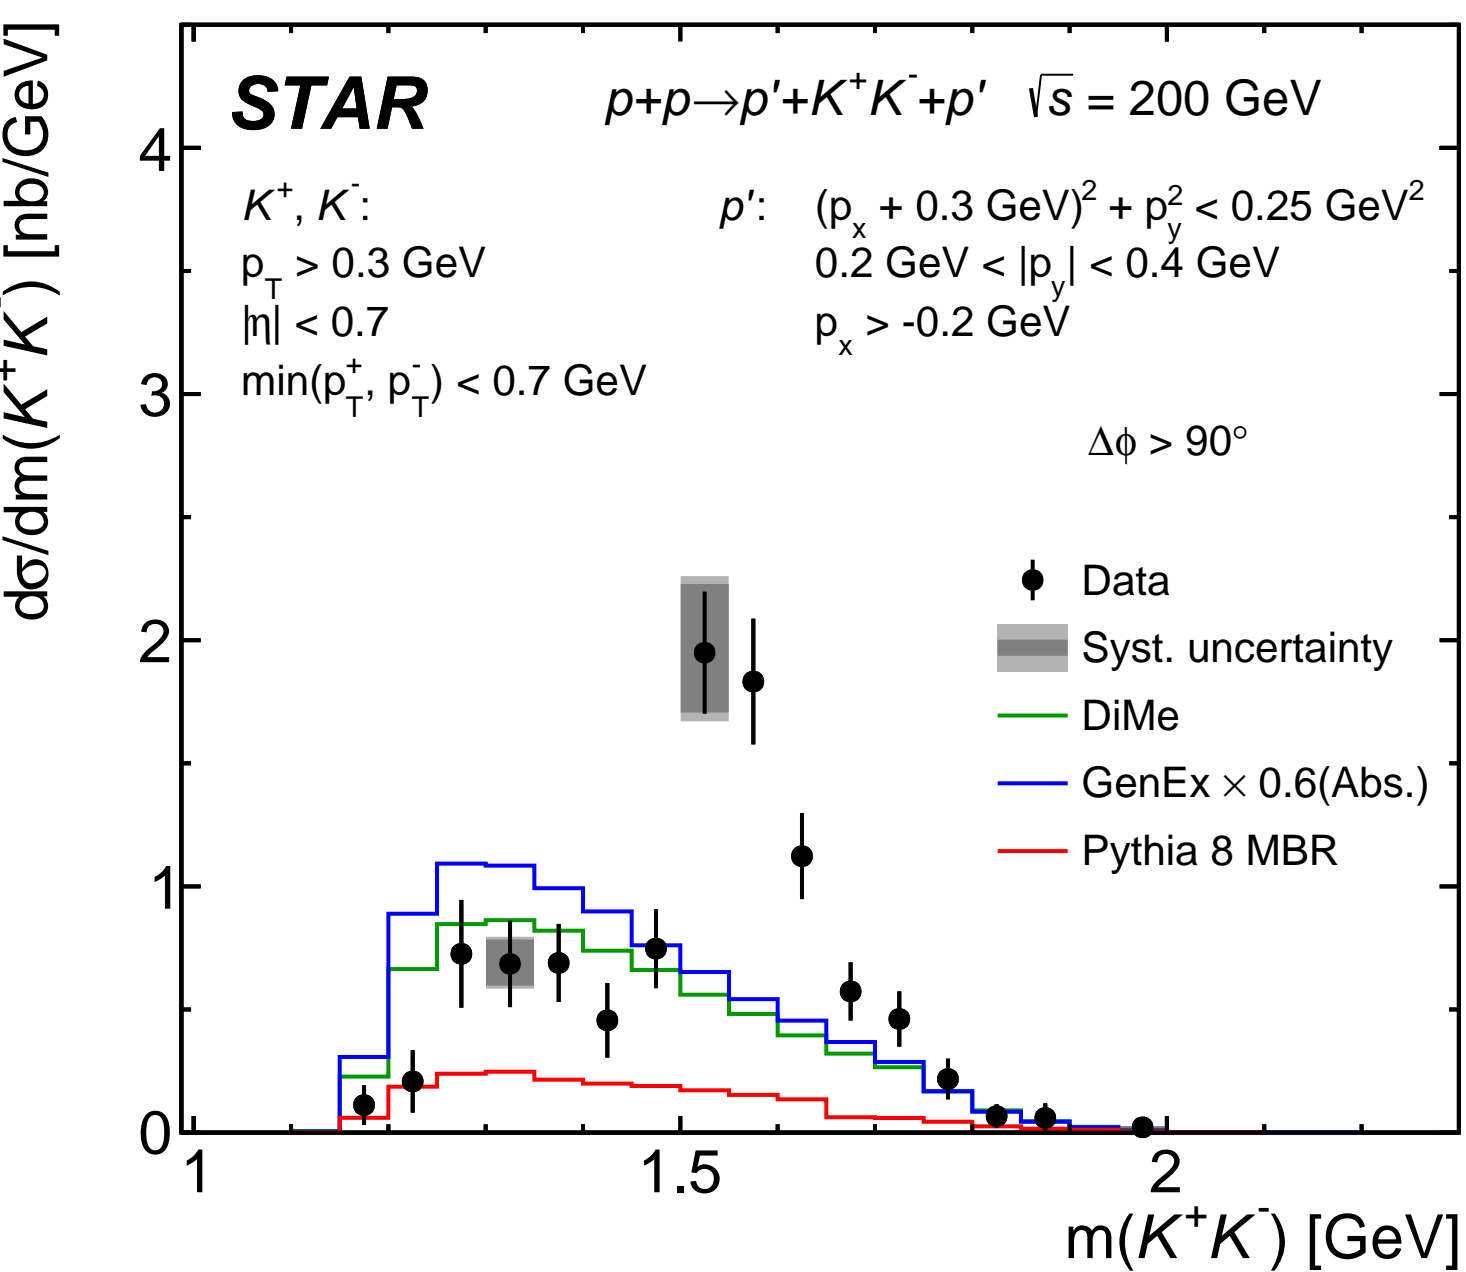 dσ/dm(K⁺K⁻) [nb/GeV]
STAR p+p→p′+K⁺K⁻+p′ √s = 200 GeV
K⁺, K⁻: p′: (pₓ + 0.3 GeV)² + p_y² < 0.25 GeV²
p_T > 0.3 GeV 0.2 GeV < |p_y| < 0.4 GeV
|η| < 0.7 pₓ > -0.2 GeV
min(p_T⁺, p_T⁻) < 0.7 GeV
Δϕ > 90°
Data
Syst. uncertainty
DiMe
GenEx × 0.6(Abs.)
Pythia 8 MBR
4
3
2
1
0
1 1.5 2
m(K⁺K⁻) [GeV]